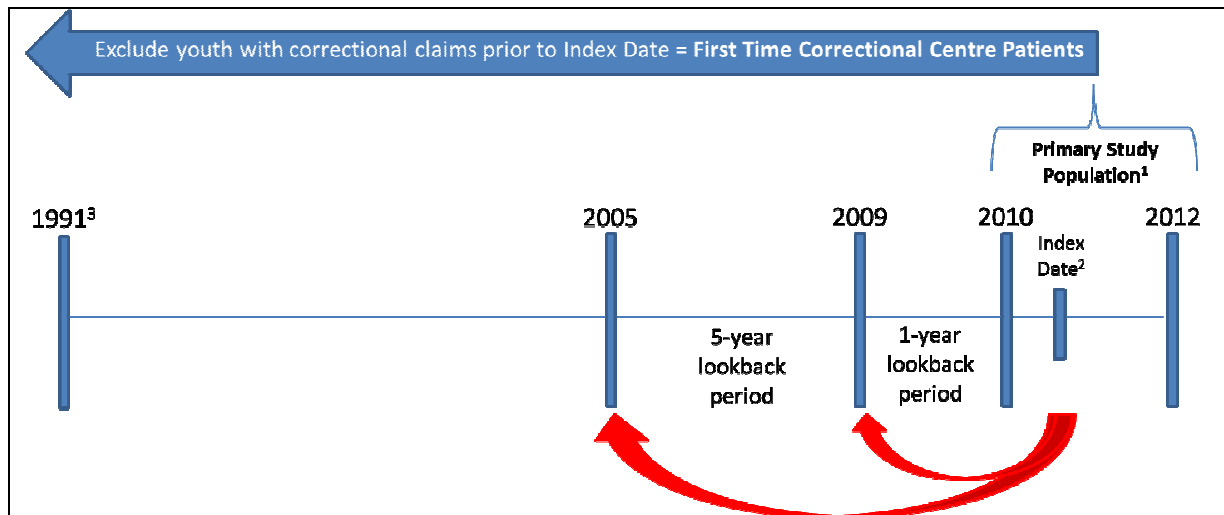 Exclude youth with correctional claims prior to Index Date = First Time Correctional Centre Patients
Primary Study
Population¹
1991³
2005
2009
2010
2012
Index
Date²
5-year
lookback
period
1-year
lookback
period